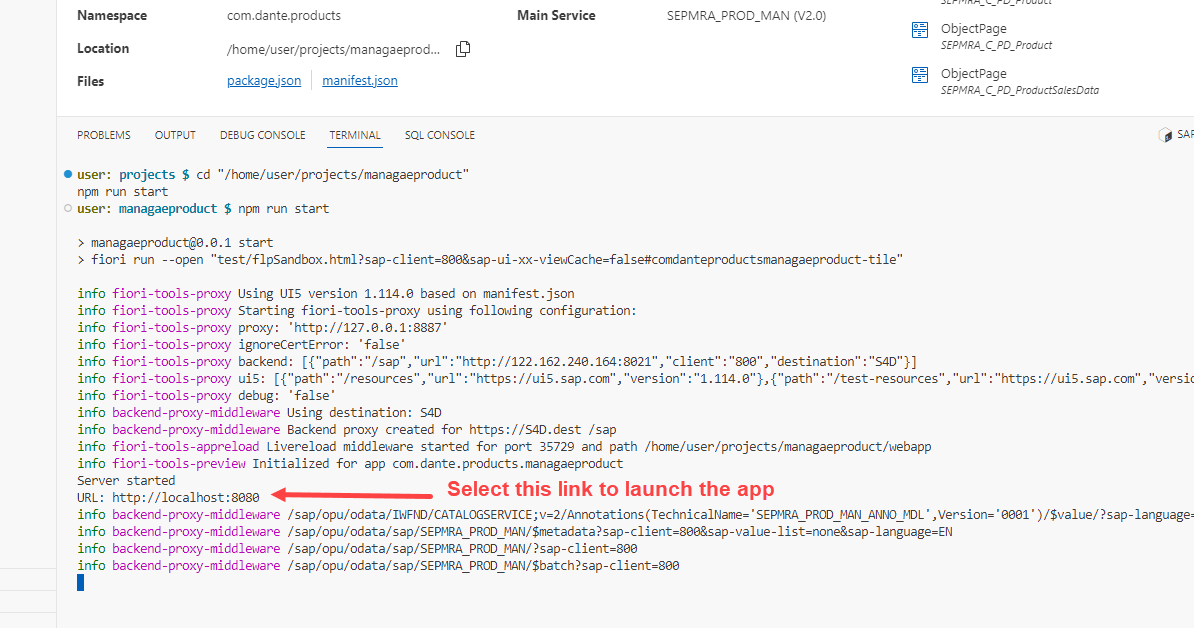 SEPMRA_C_PD_Product
Namespace com.dante.products Main Service SEPMRA_PROD_MAN (V2.0)
ObjectPage
SEPMRA_C_PD_Product
Location /home/user/projects/managaeprod...
ObjectPage
SEPMRA_C_PD_ProductSalesData
Files package.json manifest.json
PROBLEMS OUTPUT DEBUG CONSOLE TERMINAL SQL CONSOLE SAP
user: projects $ cd "/home/user/projects/managaeproduct"
npm run start
user: managaeproduct $ npm run start
> managaeproduct@0.0.1 start
> fiori run --open "test/flpSandbox.html?sap-client=800&sap-ui-xx-viewCache=false#comdanteproductsmanagaeproduct-tile"
info fiori-tools-proxy Using UI5 version 1.114.0 based on manifest.json
info fiori-tools-proxy Starting fiori-tools-proxy using following configuration:
info fiori-tools-proxy proxy: 'http://127.0.0.1:8887'
info fiori-tools-proxy ignoreCertError: 'false'
info fiori-tools-proxy backend: [{"path":"/sap","url":"http://122.162.240.164:8021","client":"800","destination":"S4D"}]
info fiori-tools-proxy ui5: [{"path":"/resources","url":"https://ui5.sap.com","version":"1.114.0"},{"path":"/test-resources","url":"https://ui5.sap.com","versio
info fiori-tools-proxy debug: 'false'
info backend-proxy-middleware Using destination: S4D
info backend-proxy-middleware Backend proxy created for https://S4D.dest /sap
info fiori-tools-appreload Livereload middleware started for port 35729 and path /home/user/projects/managaeproduct/webapp
info fiori-tools-preview Initialized for app com.dante.products.managaeproduct
Server started
URL: http://localhost:8080 Select this link to launch the app
info backend-proxy-middleware /sap/opu/odata/IWFND/CATALOGSERVICE;v=2/Annotations(TechnicalName='SEPMRA_PROD_MAN_ANNO_MDL',Version='0001')/$value/?sap-language=
info backend-proxy-middleware /sap/opu/odata/sap/SEPMRA_PROD_MAN/$metadata?sap-client=800&sap-value-list=none&sap-language=EN
info backend-proxy-middleware /sap/opu/odata/sap/SEPMRA_PROD_MAN/?sap-client=800
info backend-proxy-middleware /sap/opu/odata/sap/SEPMRA_PROD_MAN/$batch?sap-client=800